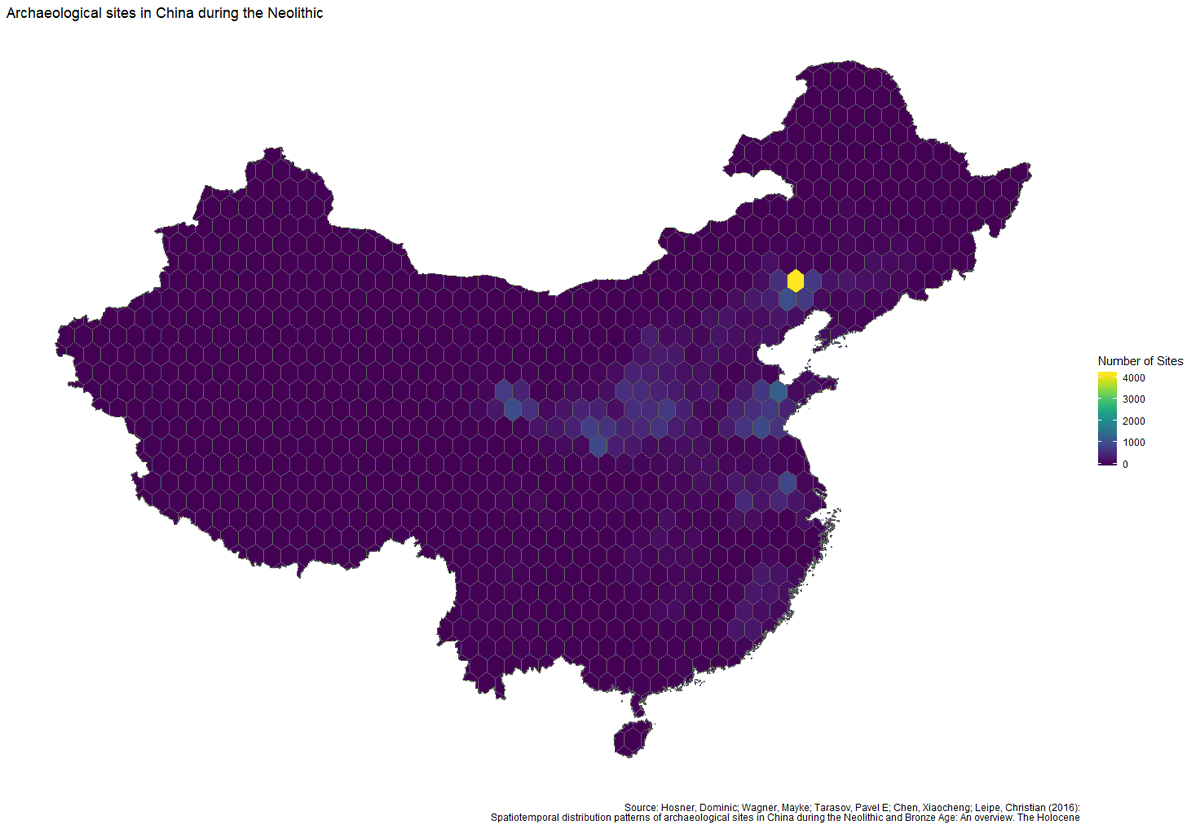 Archaeological sites in China during the Neolithic
Number of Sites
4000
3000
2000
1000
0
Source: Hosner, Dominic; Wagner, Mayke; Tarasov, Pavel E; Chen, Xiaocheng; Leipe, Christian (2016):
Spatiotemporal distribution patterns of archaeological sites in China during the Neolithic and Bronze Age: An overview. The Holocene